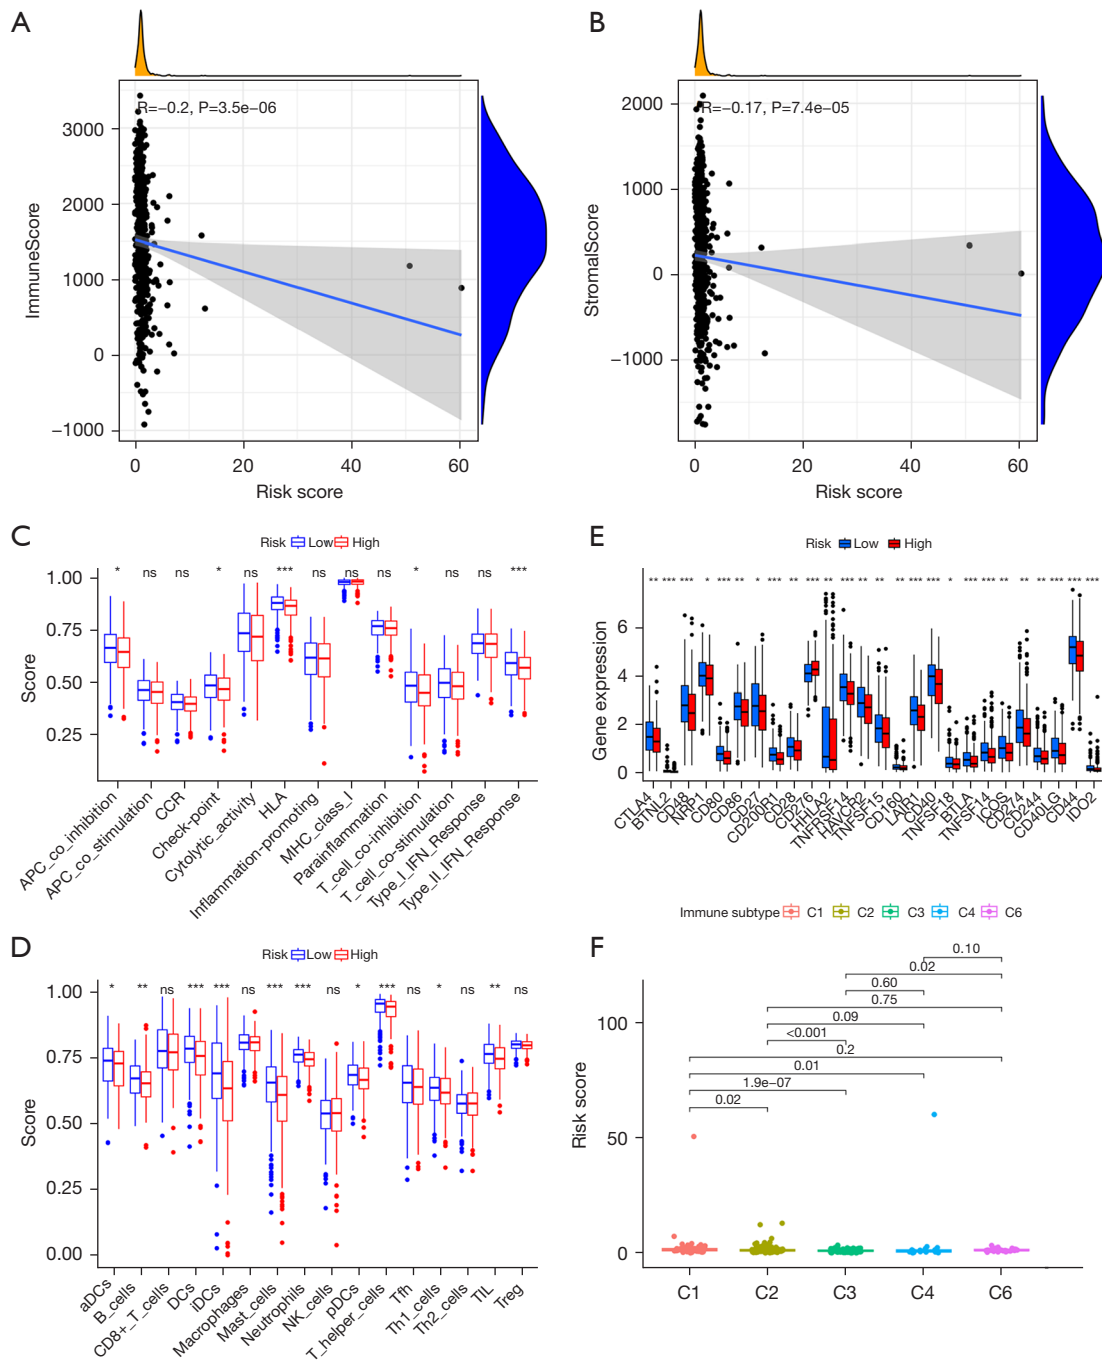 A
R=−0.2, P=3.5e−06
ImmuneScore
3000
2000
1000
0
−1000
0 20 40 60
Risk score
B
R=−0.17, P=7.4e−05
StromalScore
2000
1000
0
−1000
0 20 40 60
Risk score
C
Risk Low High
* ns ns * ns *** ns ns ns * ns ns ***
Score
1.00
0.75
0.50
0.25
APC_co_inhibition
APC_co_stimulation
CCR
Check-point
Cytolytic_activity
HLA
Inflammation-promoting
MHC_class_I
Parainflammation
T_cell_co-inhibition
T_cell_co-stimulation
Type_I_IFN_Response
Type_II_IFN_Response
E
Risk Low High
** *** *** * *** ** * *** ** *** ** *** ** ** ** *** *** * *** *** ** ** ** *** *** ***
Gene expression
6
4
2
0
CTLA4
BTNL2
CD48
NRP1
CD80
CD86
CD27
CD200R1
CD28
CD276
HHLA2
TNFRSF14
HAVCR2
TNFSF15
CD160
LAIR1
CD40
TNFSF18
BTLA
TNFSF14
ICOS
CD274
CD244
CD40LG
CD44
IDO2
D
Risk Low High
* ** ns *** *** ns *** *** ns * *** ns * ns ** ns
Score
1.00
0.75
0.50
0.25
0.00
aDCs
B_cells
CD8+_T_cells
DCs
iDCs
Macrophages
Mast_cells
Neutrophils
NK_cells
pDCs
T_helper_cells
Tfh
Th1_cells
Th2_cells
TIL
Treg
Immune subtype C1 C2 C3 C4 C6
F
0.10
0.02
0.60
0.75
0.09
<0.001
0.2
0.01
1.9e−07
0.02
Risk score
100
50
0
C1 C2 C3 C4 C6